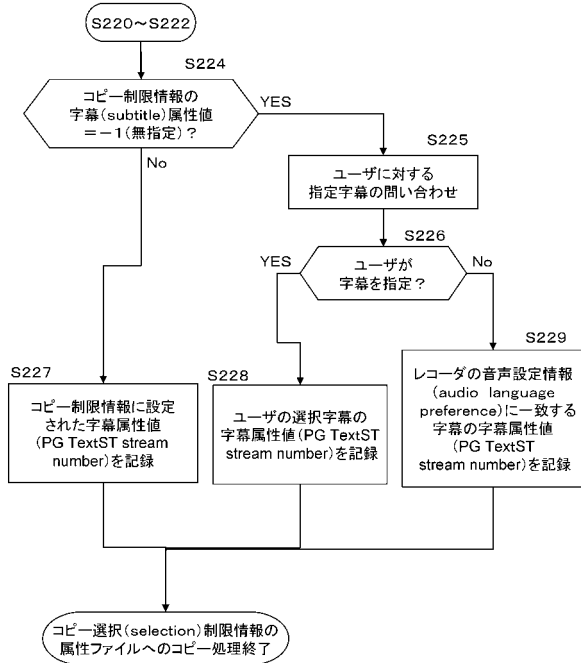 S220～S222
S224
コピー制限情報の
字幕(subtitle)属性値
＝－1(無指定)？
YES
No
S225
ユーザに対する
指定字幕の問い合わせ
S226
YES
ユーザが
字幕を指定？
No
S227
コピー制限情報に設定
された字幕属性値
(PG TextST stream
number)を記録
S228
ユーザの選択字幕の
字幕属性値(PG TextST
stream number)を記録
S229
レコーダの音声設定情報
(audio language
preference)に一致する
字幕の字幕属性値
(PG TextST
stream number)を記録
コピー選択(selection)制限情報の
属性ファイルへのコピー処理終了